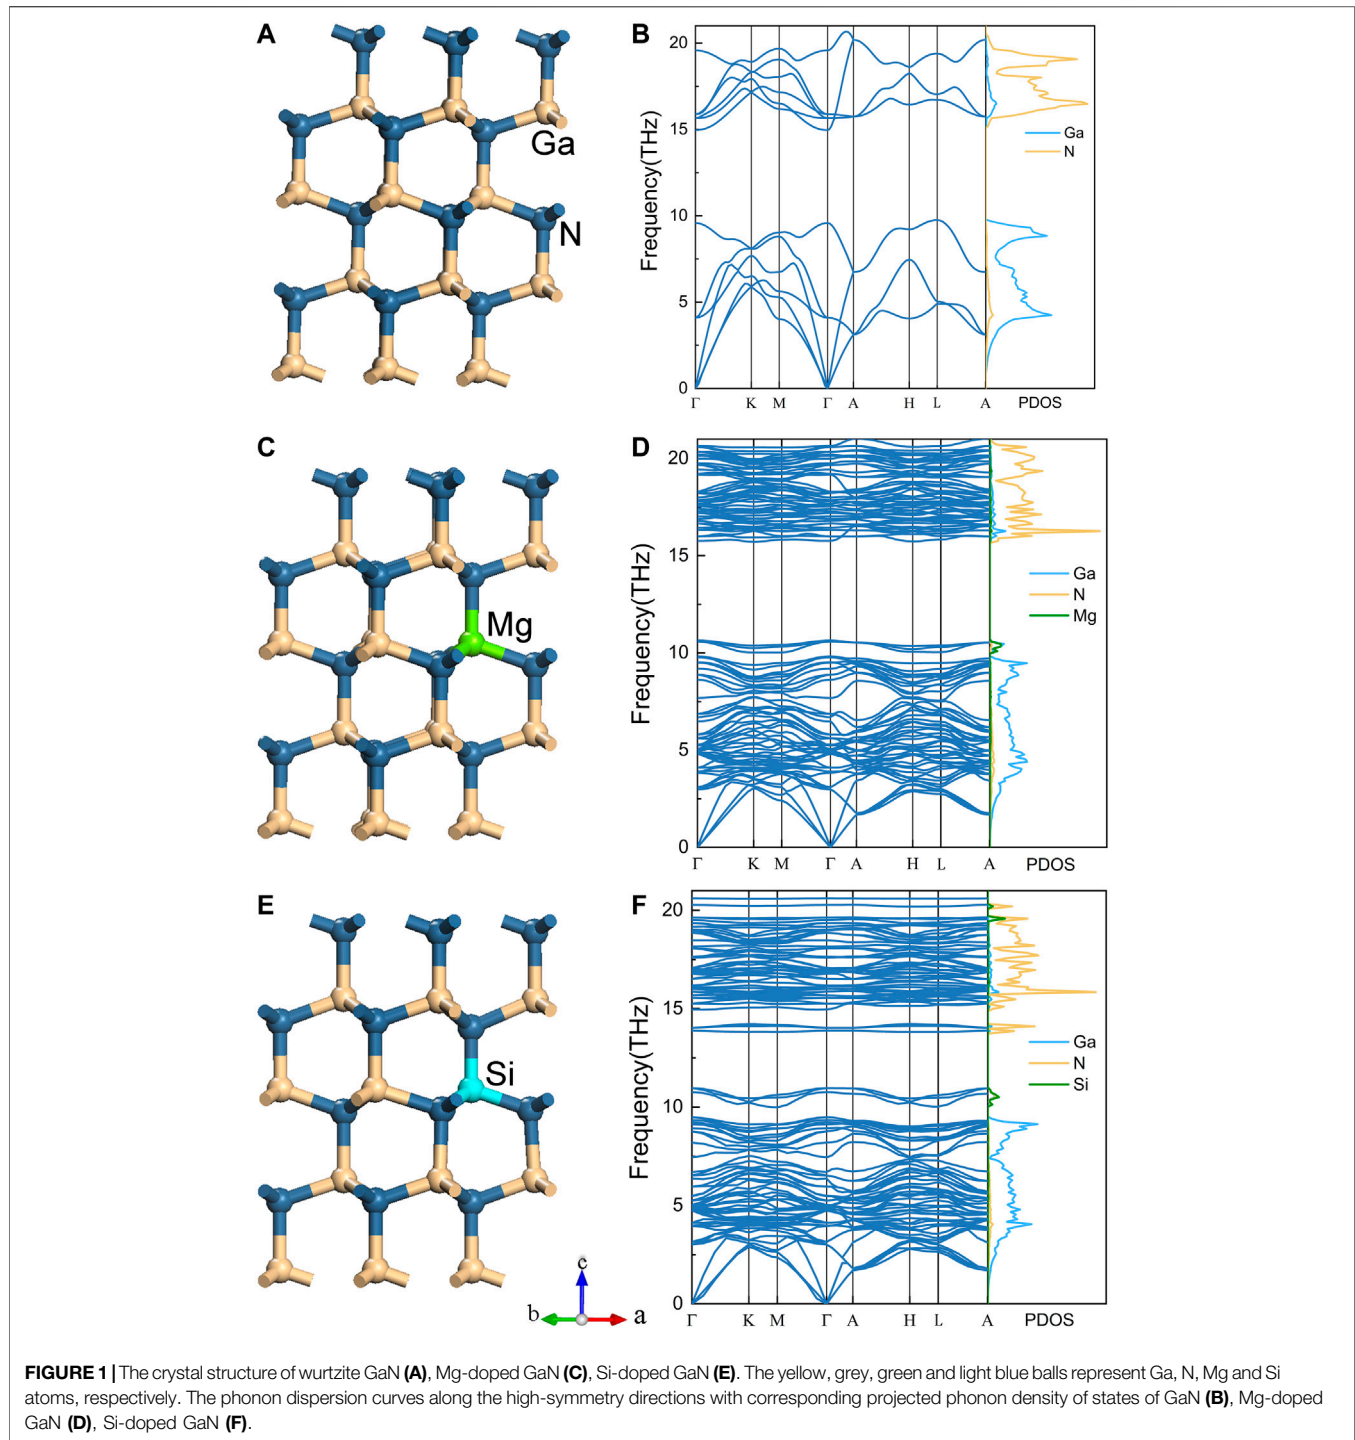 A
Ga
N
B
Frequency(THz)
20
15
10
5
0
Ga
N
Γ K M Γ A H L A PDOS
C
Mg
D
Frequency(THz)
20
15
10
5
0
Ga
N
Mg
Γ K M Γ A H L A PDOS
E
Si
c
b
a
F
Frequency(THz)
20
15
10
5
0
Ga
N
Si
Γ K M Γ A H L A PDOS
FIGURE 1 | The crystal structure of wurtzite GaN (A), Mg-doped GaN (C), Si-doped GaN (E). The yellow, grey, green and light blue balls represent Ga, N, Mg and Si
atoms, respectively. The phonon dispersion curves along the high-symmetry directions with corresponding projected phonon density of states of GaN (B), Mg-doped
GaN (D), Si-doped GaN (F).